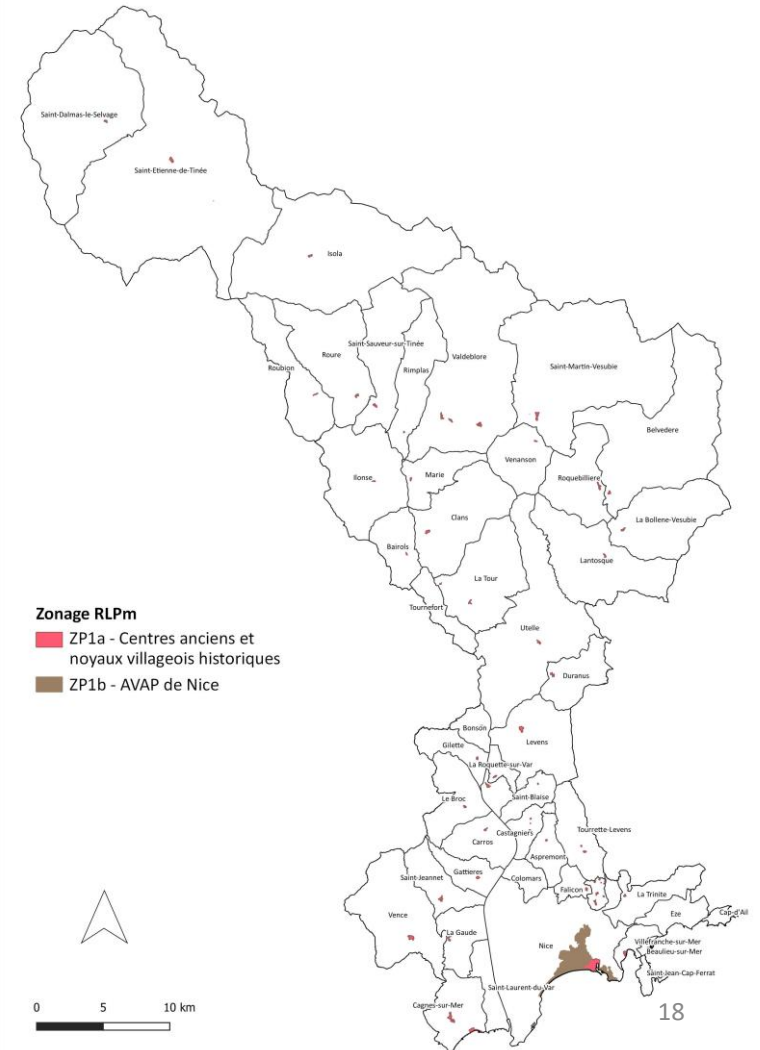 Saint-Dalmas-le-Selvage
Saint-Etienne-de-Tinée
Isola
Saint-Sauveur-sur-Tinée
Roure
Valdeblore
Roubion
Rimplas
Saint-Martin-Vesubie
Belvedere
Venanson
Ilonse
Marie
Roquebilliere
Clans
La Bollene-Vesubie
Bairols
Lantosque
La Tour
Tournefort
Zonage RLPm
ZP1a - Centres anciens et
noyaux villageois historiques
ZP1b - AVAP de Nice
Utelle
Duranus
Bonson
Gilette
Levens
La Roquette-sur-Var
Le Broc
Saint-Blaise
Castagniers
Tourrette-Levens
Carros
Aspremont
Gattieres
Saint-Jeannet
Colomars
Falicon
La Trinite
Vence
Eze
Cap-d'Ail
La Gaude
Nice
Villefranche-sur-Mer
Beaulieu-sur-Mer
Saint-Jean-Cap-Ferrat
Saint-Laurent-du-Var
Cagnes-sur-Mer
0 5 10 km
18